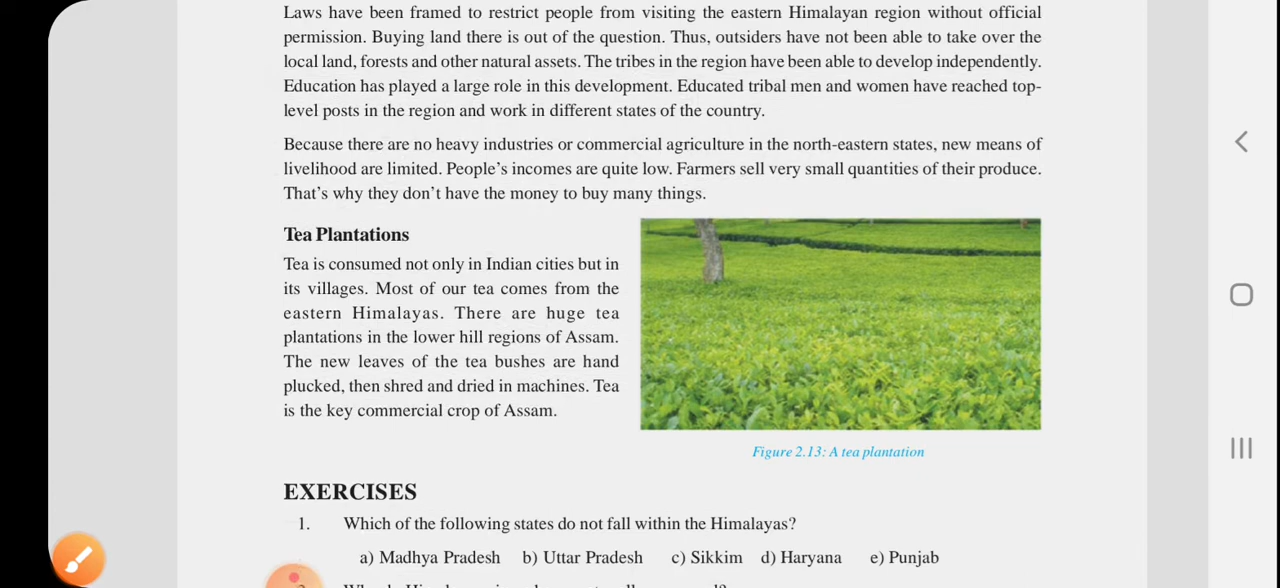 Laws have been framed to restrict people from visiting the eastern Himalayan region without official
permission. Buying land there is out of the question. Thus, outsiders have not been able to take over the
local land, forests and other natural assets. The tribes in the region have been able to develop independently.
Education has played a large role in this development. Educated tribal men and women have reached top-
level posts in the region and work in different states of the country.
Because there are no heavy industries or commercial agriculture in the north-eastern states, new means of
livelihood are limited. People’s incomes are quite low. Farmers sell very small quantities of their produce.
That’s why they don’t have the money to buy many things.
Tea Plantations
Tea is consumed not only in Indian cities but in
its villages. Most of our tea comes from the
eastern Himalayas. There are huge tea
plantations in the lower hill regions of Assam.
The new leaves of the tea bushes are hand
plucked, then shred and dried in machines. Tea
is the key commercial crop of Assam.
Figure 2.13: A tea plantation
EXERCISES
1. Which of the following states do not fall within the Himalayas?
a) Madhya Pradesh b) Uttar Pradesh c) Sikkim d) Haryana e) Punjab